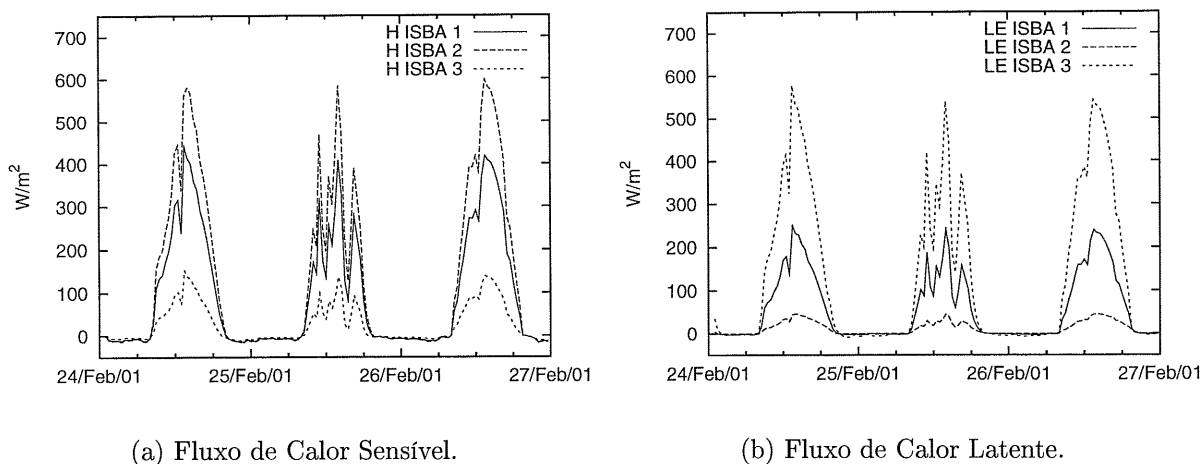 700
600
500
400
300
200
100
0
W/m²
H ISBA 1
H ISBA 2
H ISBA 3
24/Feb/01 25/Feb/01 26/Feb/01 27/Feb/01
(a) Fluxo de Calor Sensível.
700
600
500
400
300
200
100
0
W/m²
LE ISBA 1
LE ISBA 2
LE ISBA 3
24/Feb/01 25/Feb/01 26/Feb/01 27/Feb/01
(b) Fluxo de Calor Latente.